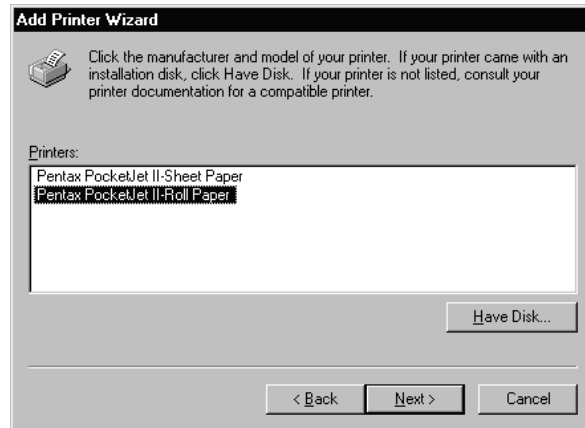 Add Printer Wizard
Click the manufacturer and model of your printer. If your printer came with an
installation disk, click Have Disk. If your printer is not listed, consult your
printer documentation for a compatible printer.
Printers:
Pentax PocketJet II-Sheet Paper
Pentax PocketJet II-Roll Paper
Have Disk...
< Back
Next >
Cancel